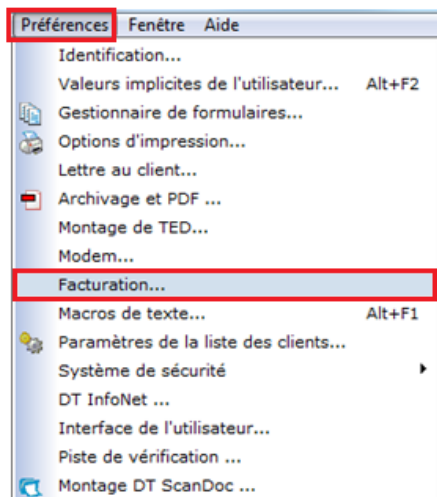 Préférences Fenêtre Aide
Identification...
Valeurs implicites de l'utilisateur... Alt+F2
Gestionnaire de formulaires...
Options d'impression...
Lettre au client...
Archivage et PDF ...
Montage de TED...
Modem...
Facturation...
Macros de texte... Alt+F1
Paramètres de la liste des clients...
Système de sécurité
DT InfoNet ...
Interface de l'utilisateur...
Piste de vérification ...
Montage DT ScanDoc ...